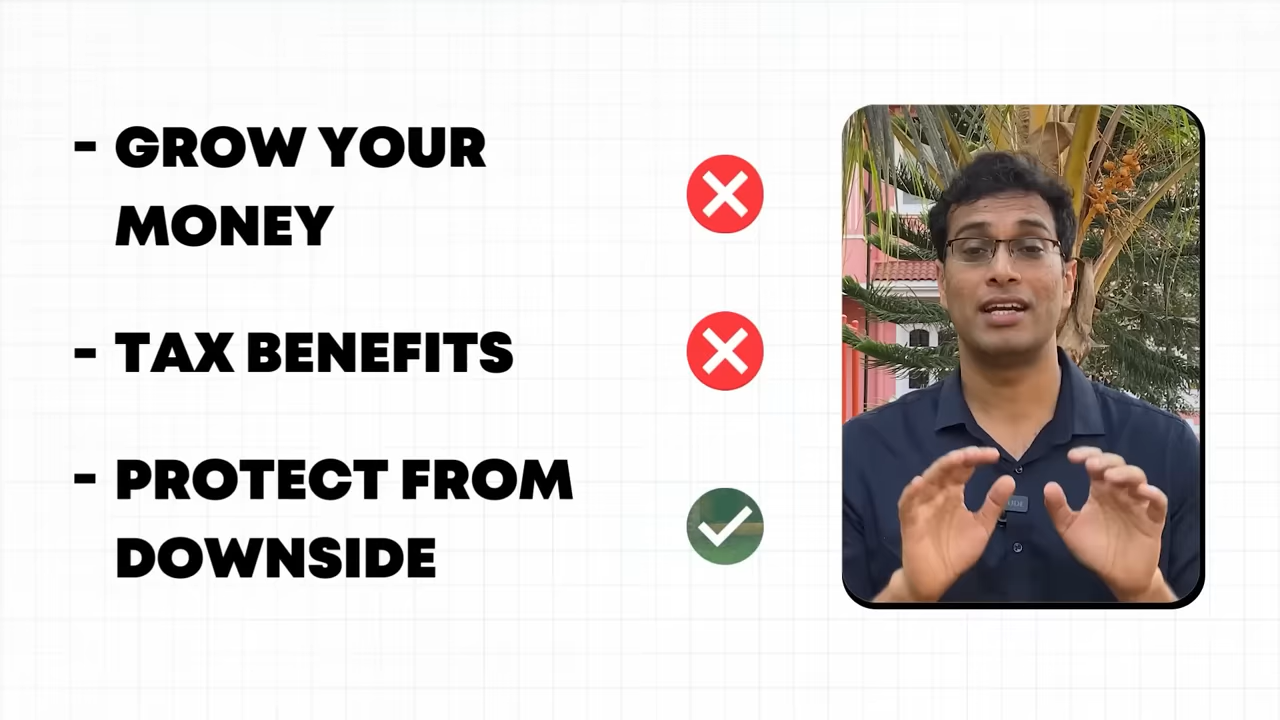 - GROW YOUR
MONEY
- TAX BENEFITS
- PROTECT FROM
DOWNSIDE